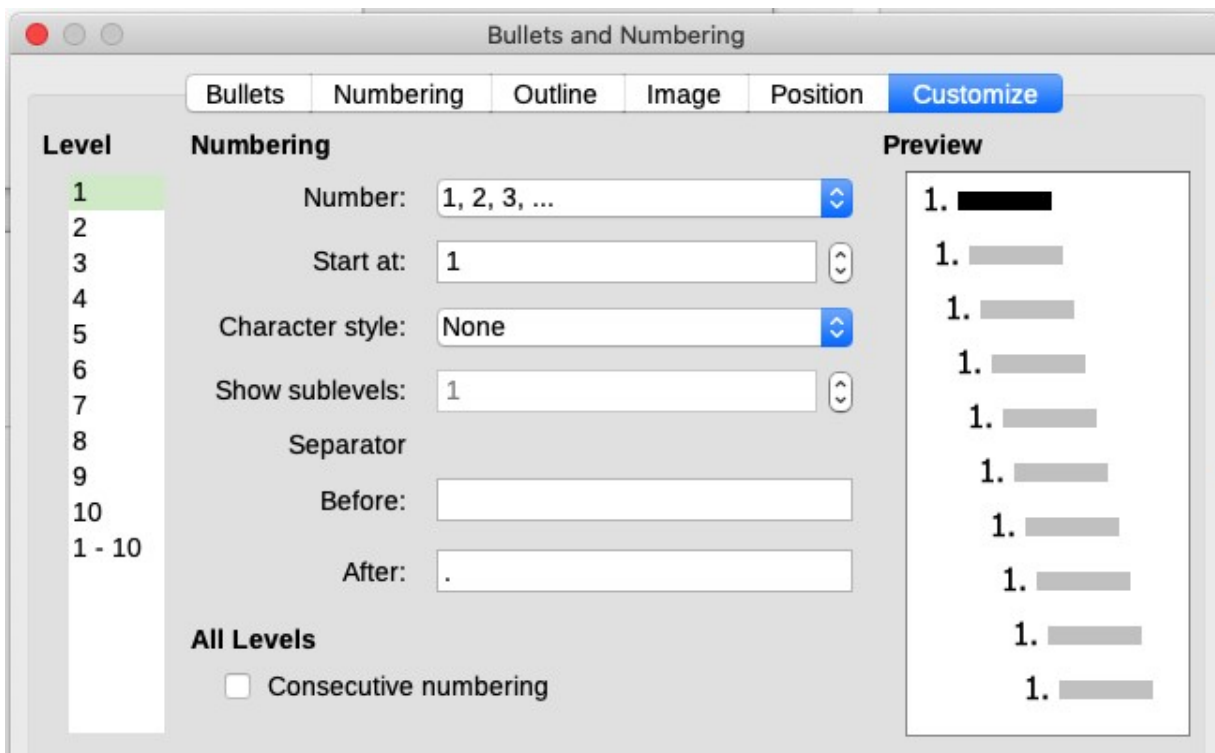 Bullets and Numbering
Bullets Numbering Outline Image Position Customize
Level
1
2
3
4
5
6
7
8
9
10
1 - 10
Numbering
Number: 1, 2, 3, ...
Start at: 1
Character style: None
Show sublevels: 1
Separator
Before:
After: .
All Levels
Consecutive numbering
Preview
1.
1.
1.
1.
1.
1.
1.
1.
1.
1.